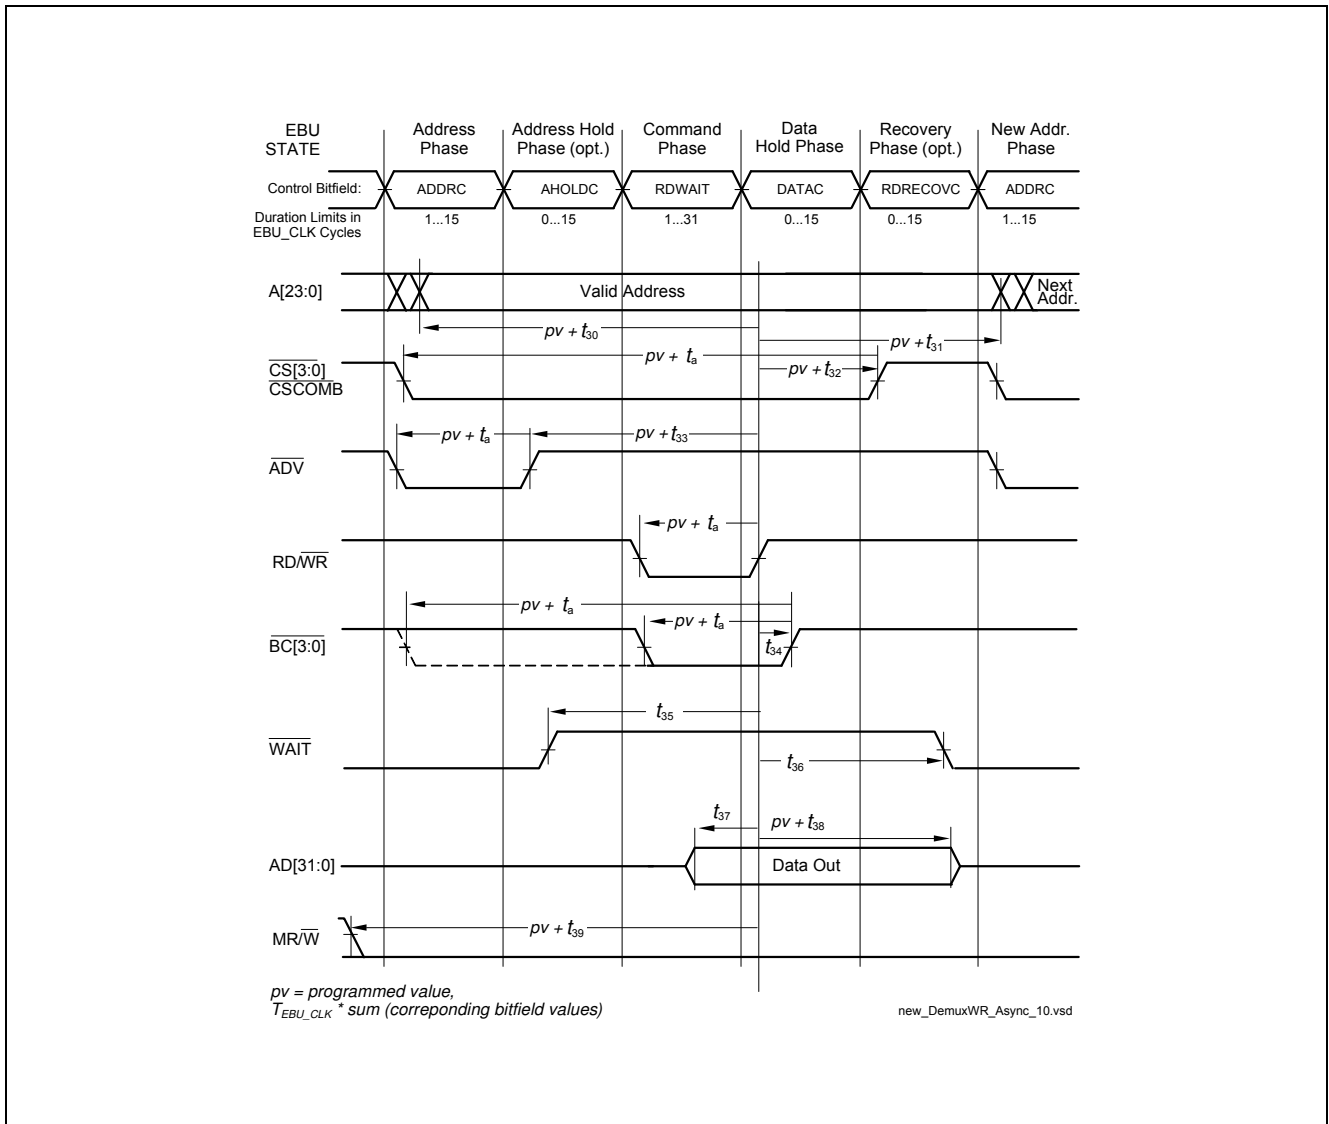 EBU STATE
Address Phase
Address Hold Phase (opt.)
Command Phase
Data Hold Phase
Recovery Phase (opt.)
New Addr. Phase
Control Bitfield: ADDRC AHOLDC RDWAIT DATAC RDRECOVC ADDRC
Duration Limits in EBU_CLK Cycles 1...15 0...15 1...31 0...15 0...15 1...15
A[23:0] Valid Address Next Addr.
pv + t30
pv + t31
pv + ta
pv + t32
CS[3:0]
CSCOMB
pv + ta
pv + t33
ADV
pv + ta
RD/WR
pv + ta
pv + ta
BC[3:0]
t34
t35
WAIT
t36
t37
pv + t38
AD[31:0] Data Out
MR/W
pv + t39
pv = programmed value,
TEBU_CLK * sum (correponding bitfield values)
new_DemuxWR_Async_10.vsd